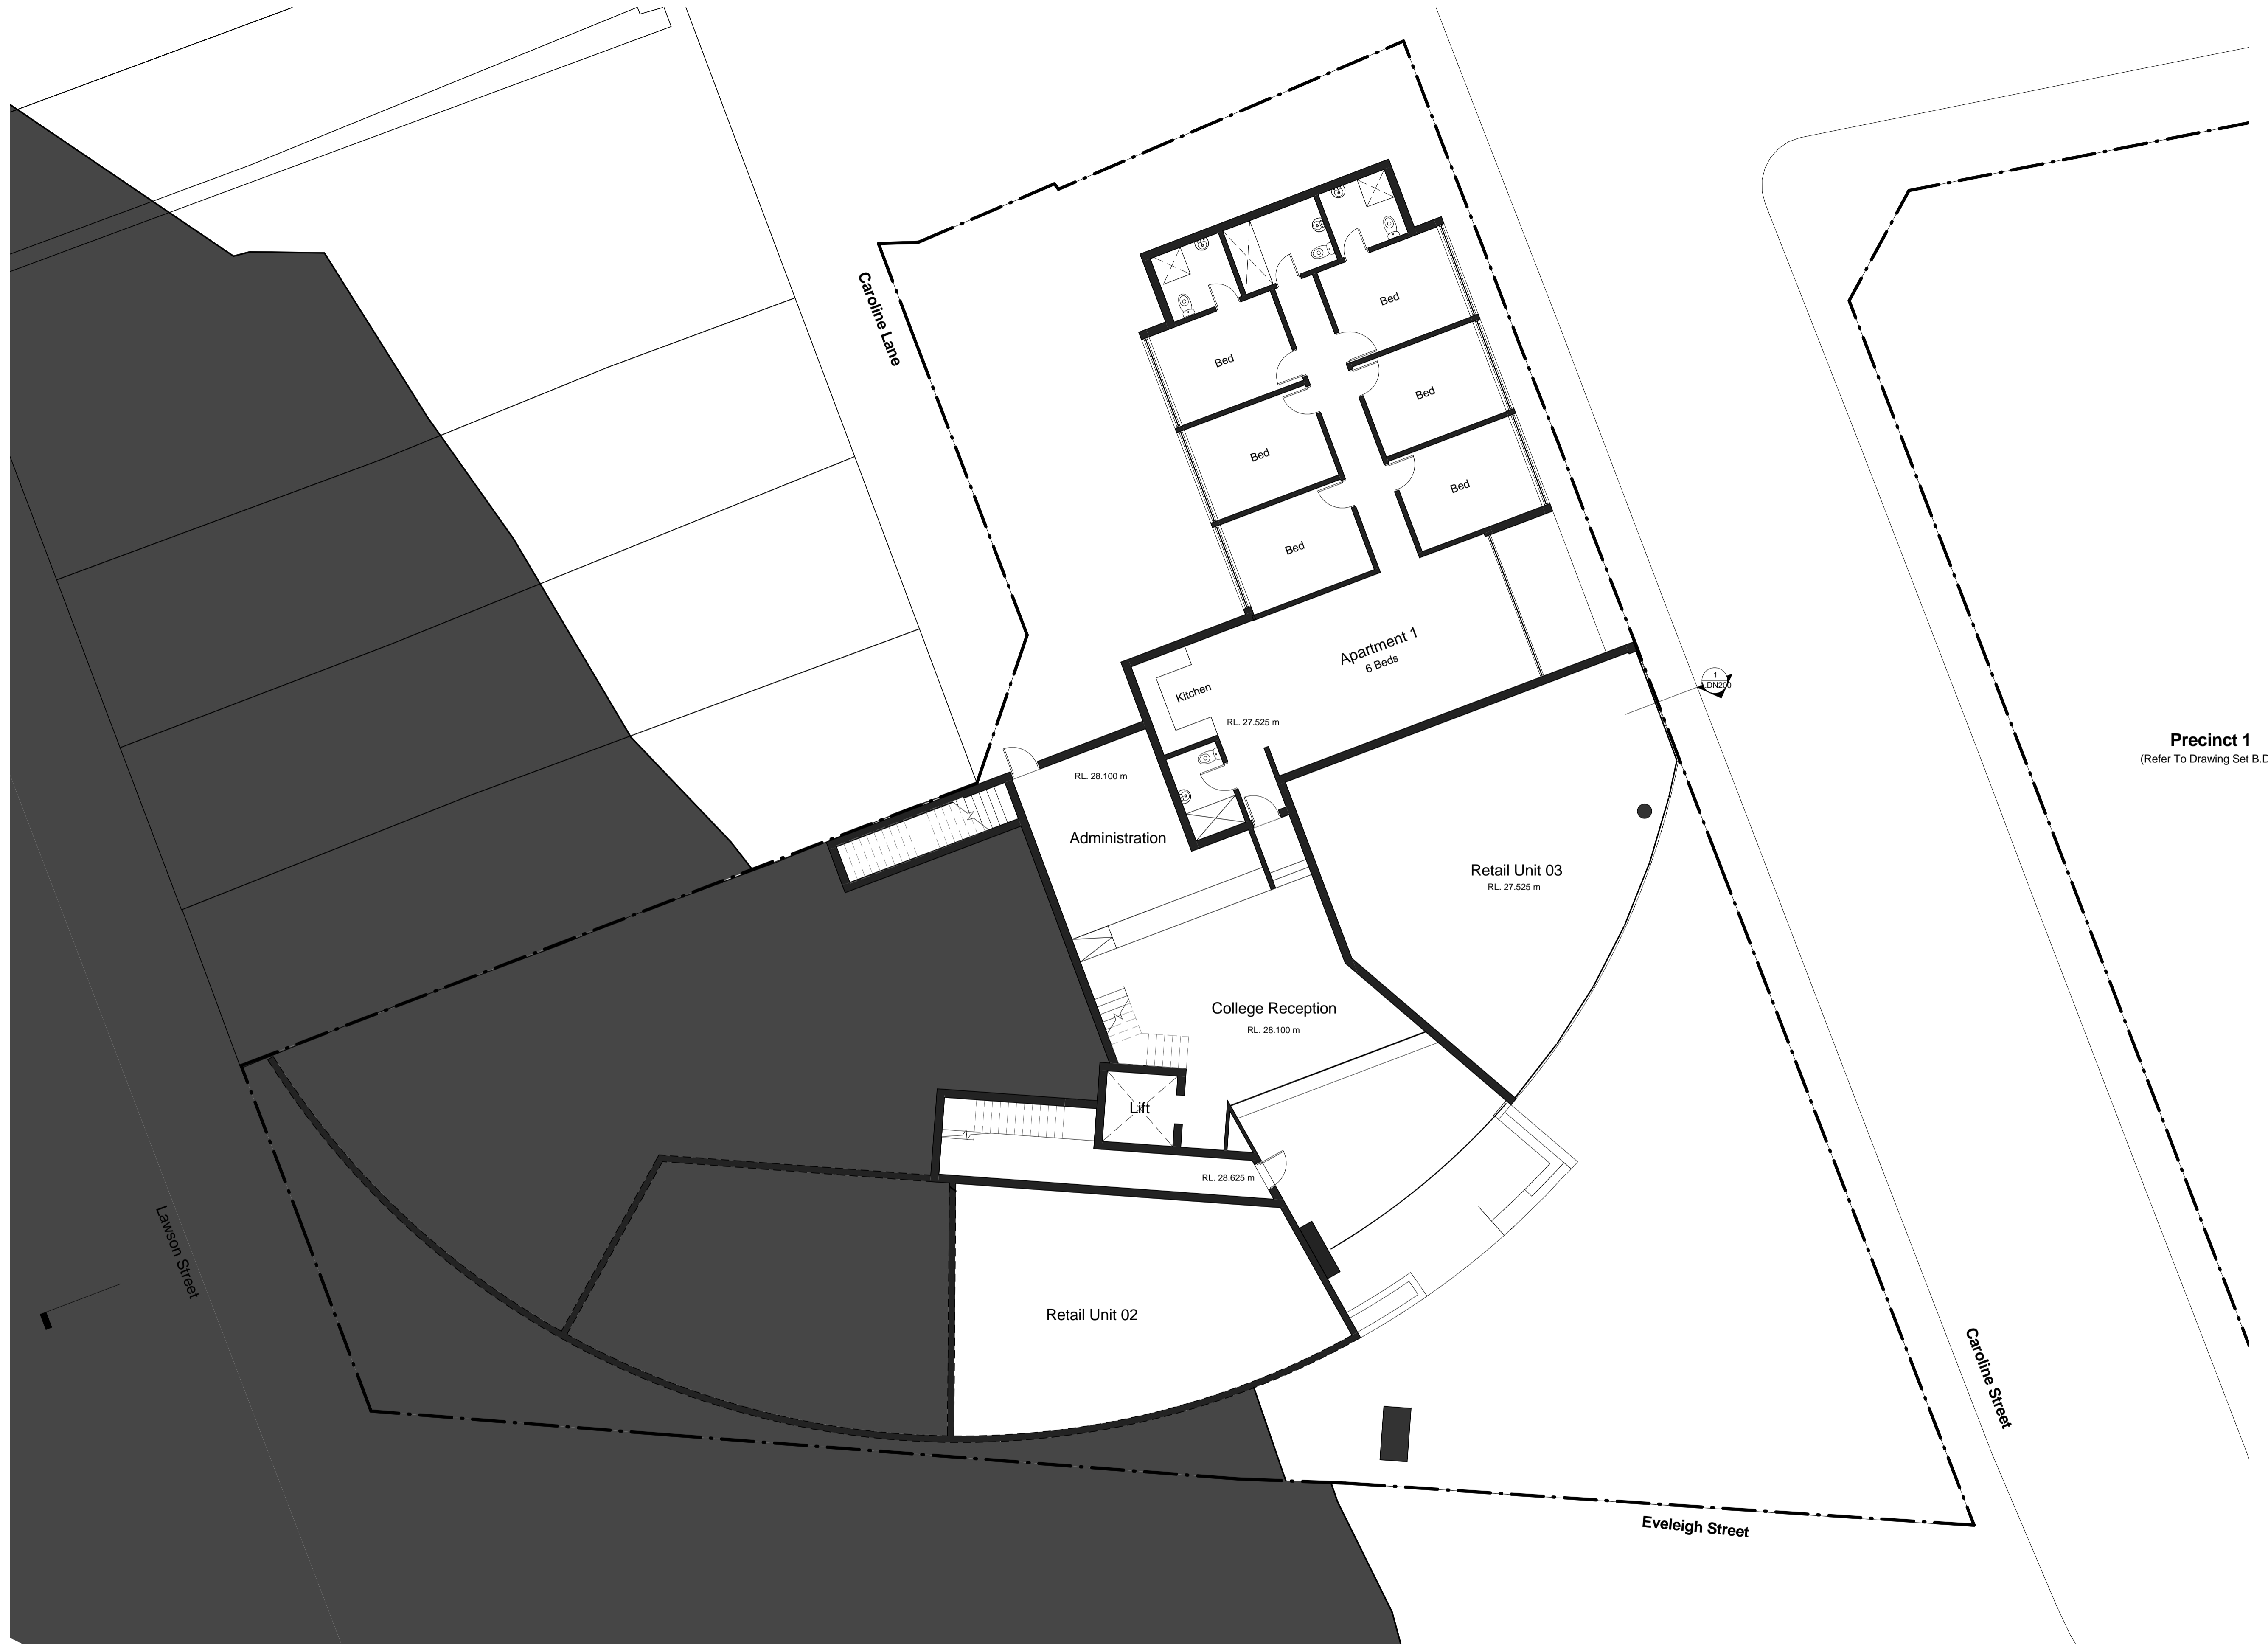 Caroline Lane
Bed
Bed
Bed
Bed
Bed
Bed
Apartment 1
6 Beds
Kitchen
RL. 27.525 m
1
DN200
Precinct 1
(Refer To Drawing Set B.D
RL. 28.100 m
Administration
Retail Unit 03
RL. 27.525 m
College Reception
RL. 28.100 m
Lift
RL. 28.625 m
Lawson Street
Retail Unit 02
Caroline Street
Eveleigh Street